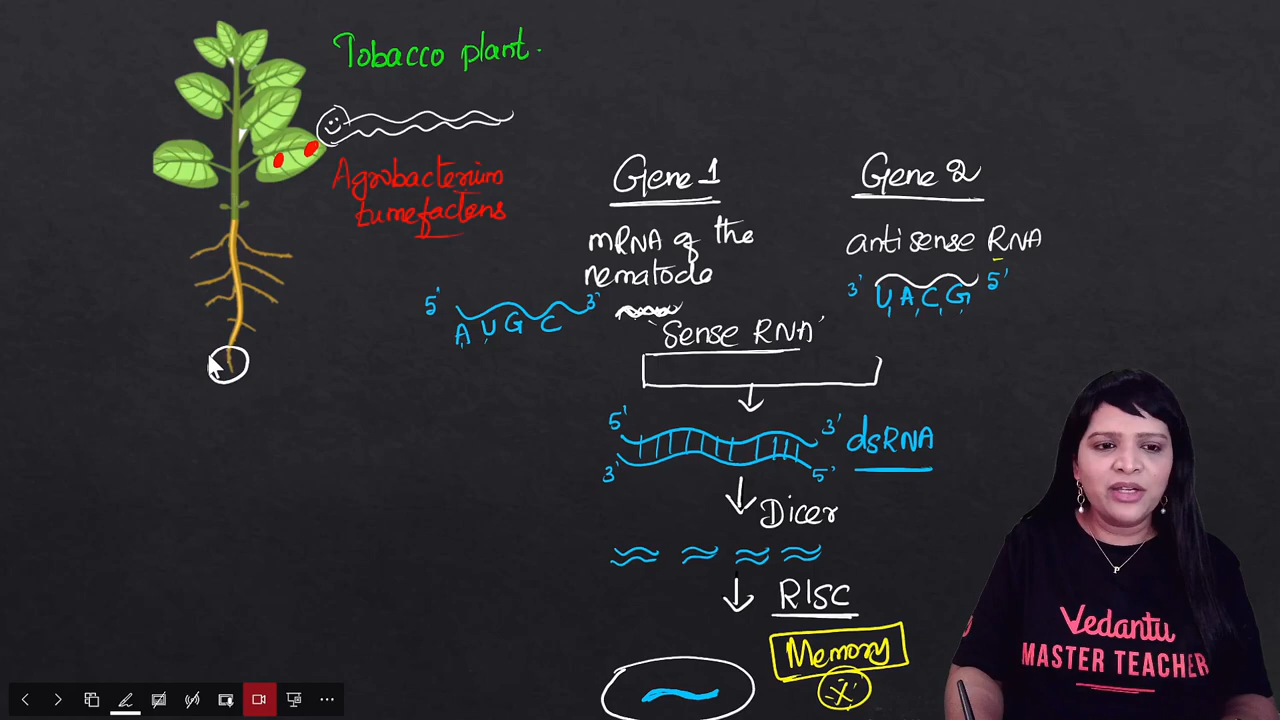 Tobacco plant.
Agrobacterium
tumefactens
Gene 1
mRNA of the
nematode
5' 3'
A U G C
'Sense RNA'
Gene 2
antisense RNA
3' 5'
U A C G
5' 3'
dsRNA
3' 5'
Dicer
RISC
Memory
X
Vedantu
MASTER TEACHER
P